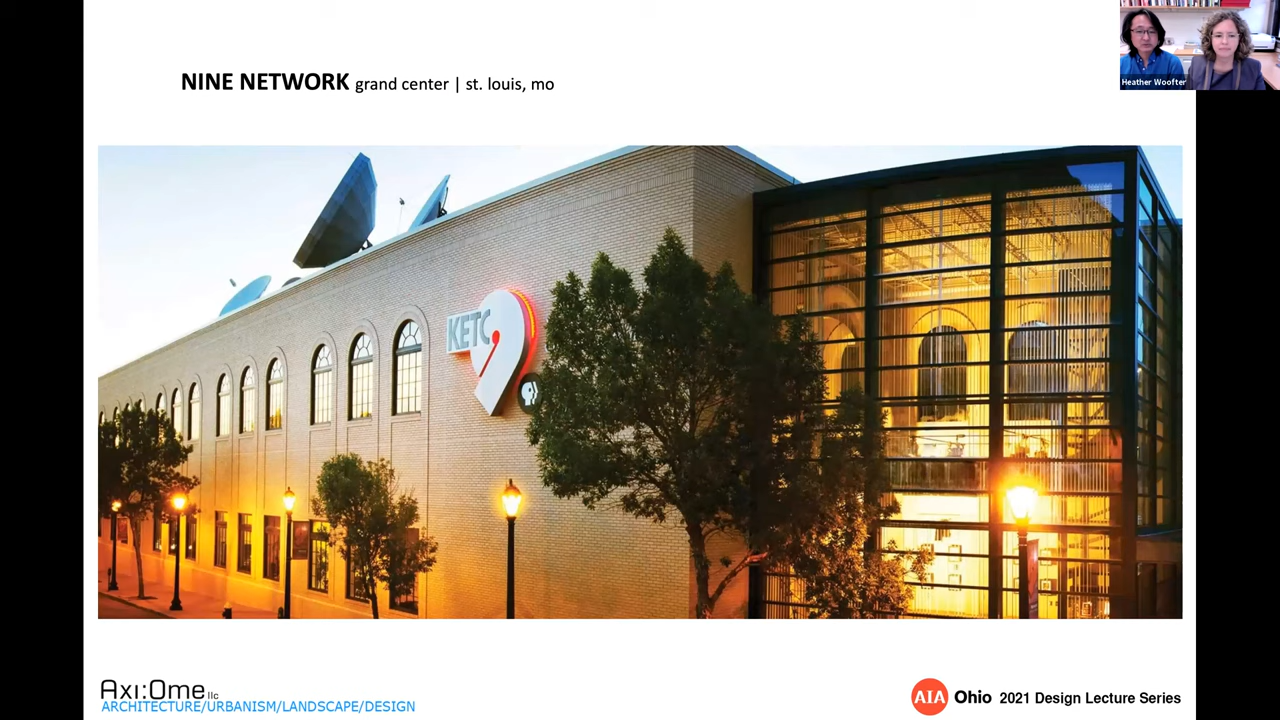 Heather Woofter
NINE NETWORK grand center | st. louis, mo
KETC 9
Axi:Ome llc
ARCHITECTURE/URBANISM/LANDSCAPE/DESIGN
AIA Ohio 2021 Design Lecture Series